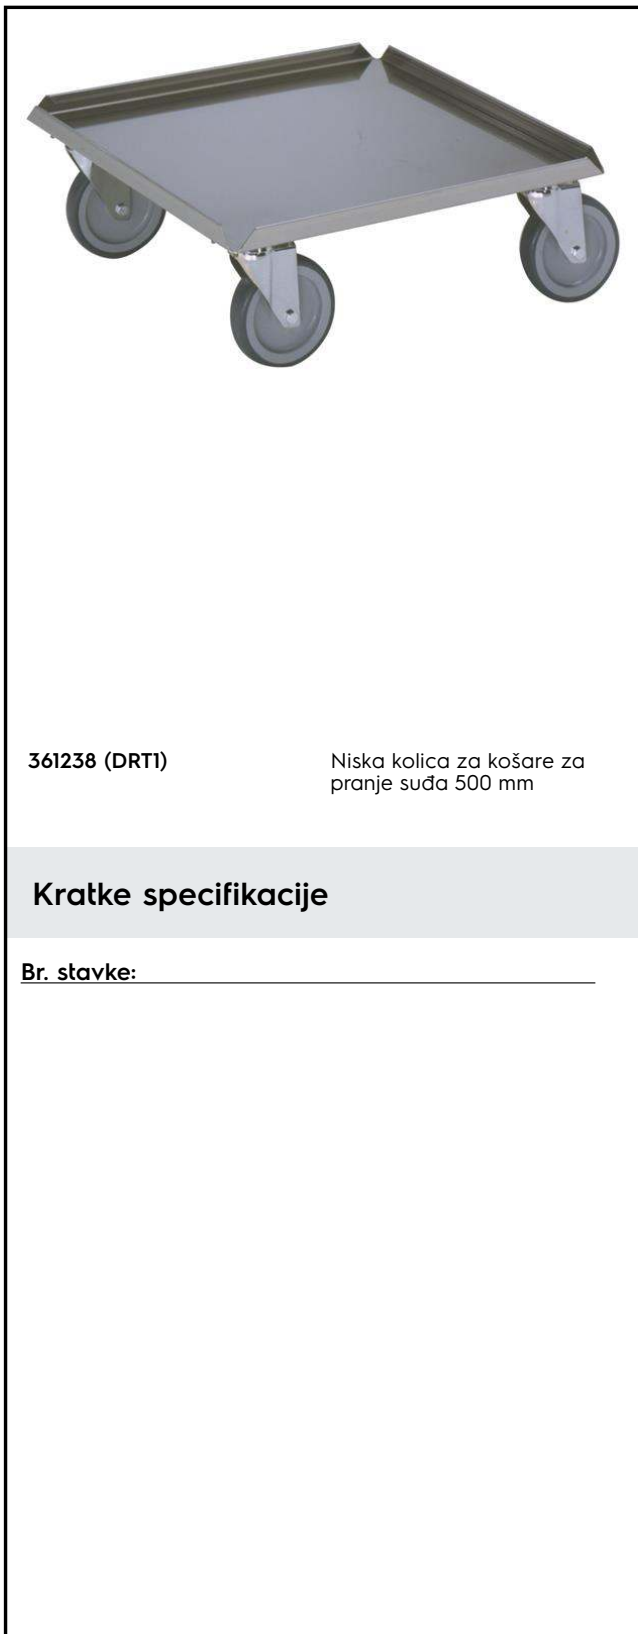 361238 (DRT1)
Niska kolica za košare za
pranje suđa 500 mm
Kratke specifikacije
Br. stavke: